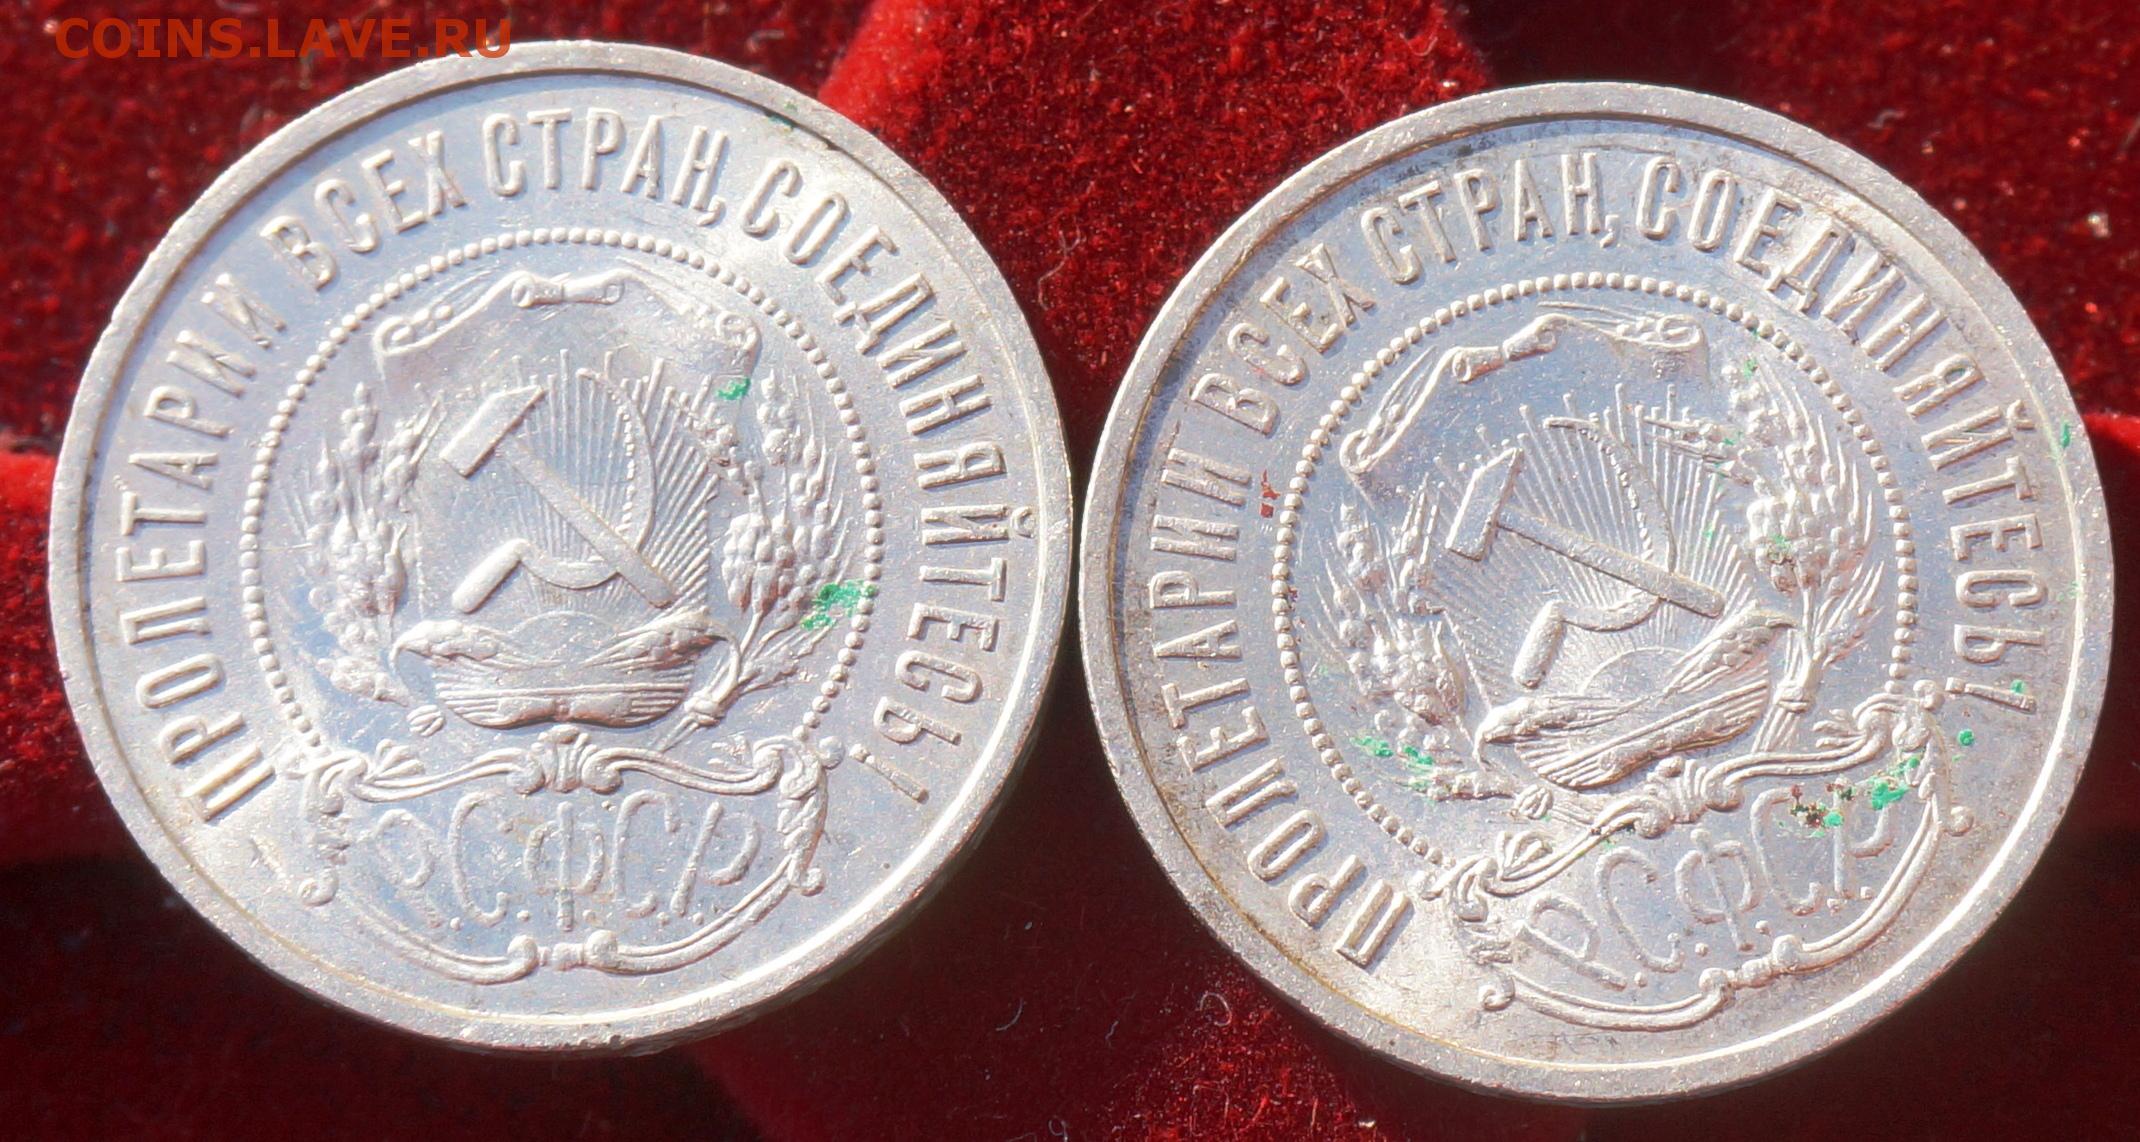 COINS.LAVE.RU
ПРОЛЕТАРИИ ВСЕХ СТРАН, СОЕДИНЯЙТЕСЬ!
Р.С.Ф.С.Р.
ПРОЛЕТАРИИ ВСЕХ СТРАН, СОЕДИНЯЙТЕСЬ!
Р.С.Ф.С.Р.